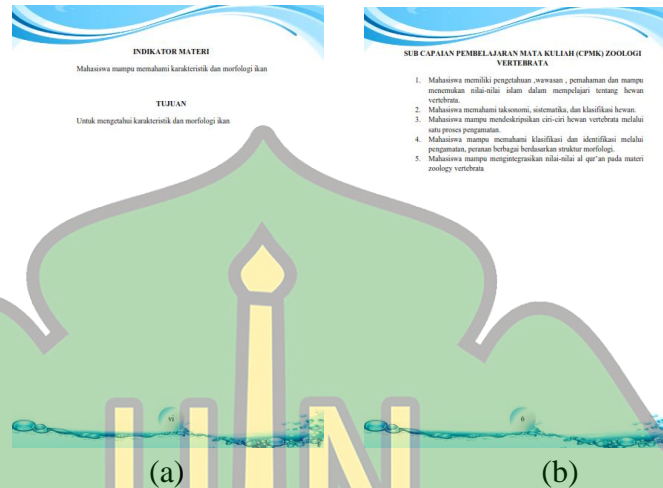 INDIKATOR MATERI
Mahasiswa mampu memahami karakteristik dan morfologi ikan
TUJUAN
Untuk mengetahui karakteristik dan morfologi ikan
vi
(a)
SUB CAPAIAN PEMBELAJARAN MATA KULIAH (CPMK) ZOOLOGI
VERTEBRATA
1. Mahasiswa memiliki pengetahuan ,wawasan , pemahaman dan mampu
menemukan nilai-nilai islam dalam mempelajari tentang hewan
vertebrata.
2. Mahasiswa memahami taksonomi, sistematika, dan klasifikasi hewan.
3. Mahasiswa mampu mendeskripsikan ciri-ciri hewan vertebrata melalui
satu proses pengamatan.
4. Mahasiswa mampu memahami klasifikasi dan identifikasi melalui
pengamatan, peranan berbagai berdasarkan struktur morfologi.
5. Mahasiswa mampu mengintegrasikan nilai-nilai al qur'an pada materi
zoology vertebrata
6
(b)
UIN